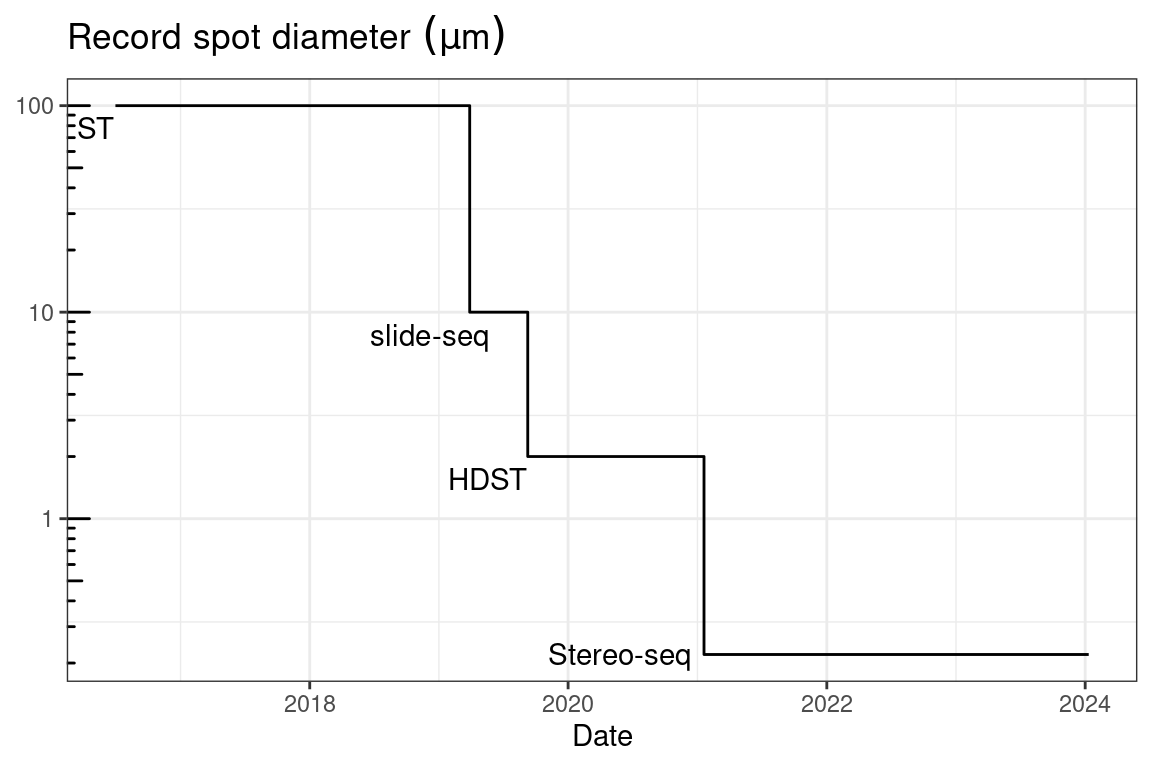 Record spot diameter (μm)
100
ST
10
slide-seq
HDST
1
Stereo-seq
2018 2020 2022 2024
Date